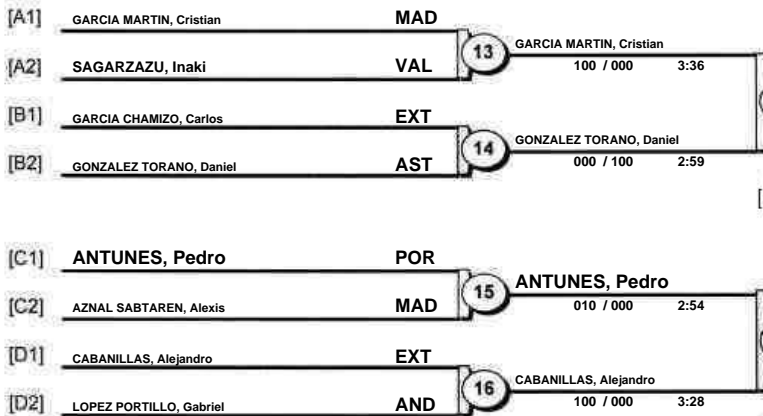 [A1] GARCIA MARTIN, Cristian MAD
13 GARCIA MARTIN, Cristian
[A2] SAGARZAZU, Inaki VAL 100 / 000 3:36
[B1] GARCIA CHAMIZO, Carlos EXT
14 GONZALEZ TORANO, Daniel
[B2] GONZALEZ TORANO, Daniel AST 000 / 100 2:59
[
[C1] ANTUNES, Pedro POR
15 ANTUNES, Pedro
[C2] AZNAL SABTAREN, Alexis MAD 010 / 000 2:54
[D1] CABANILLAS, Alejandro EXT
16 CABANILLAS, Alejandro
[D2] LOPEZ PORTILLO, Gabriel AND 100 / 000 3:28